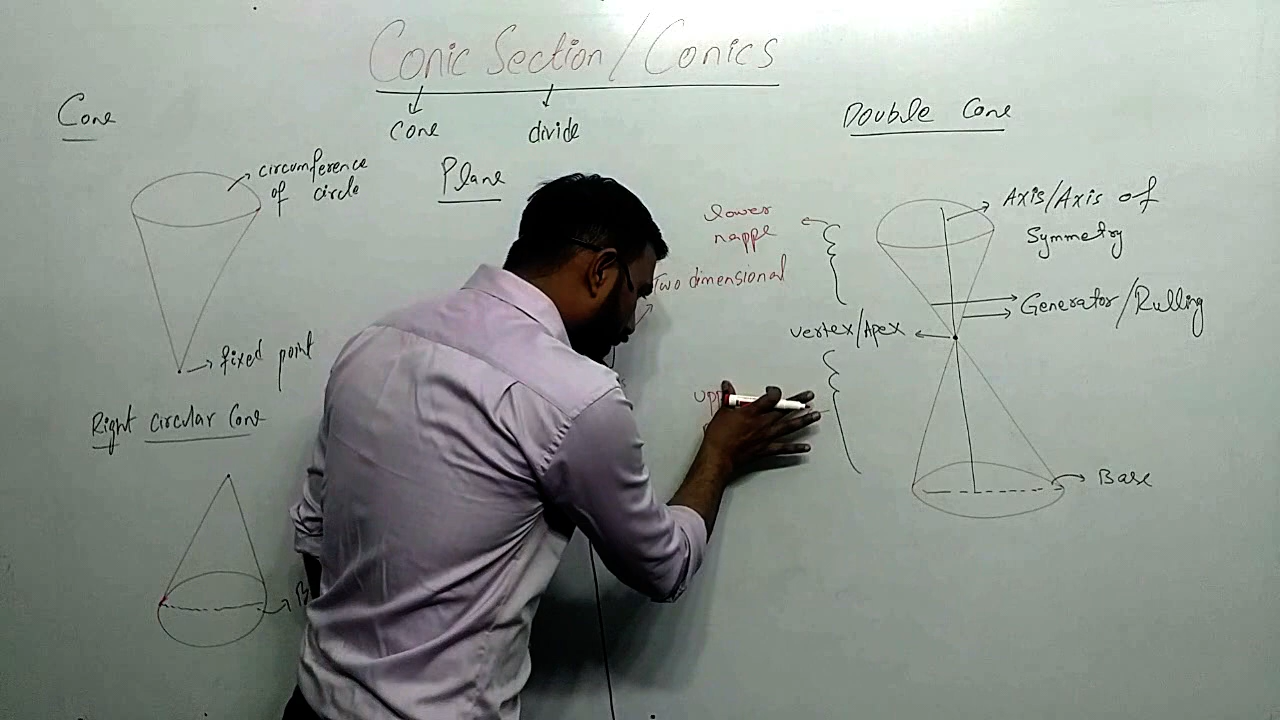 Conic Section/Conics
cone
divide
Cone
circumference
of circle
fixed point
Right Circular Cone
Plane
Two dimensional
lower
nappe
upp
Double Cone
Axis/Axis of
Symmetry
Generator/Rulling
vertex/Apex
Base
B